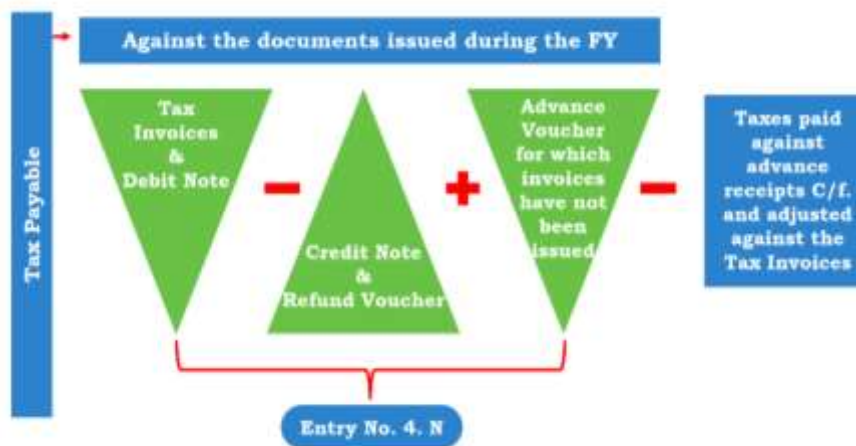 Tax Payable
Against the documents issued during the FY
Tax
Invoices
&
Debit Note
Credit Note
&
Refund Voucher
Advance
Voucher
for which
invoices
have not
been
issued
Taxes paid
against
advance
receipts C/f.
and adjusted
against the
Tax Invoices
Entry No. 4. N